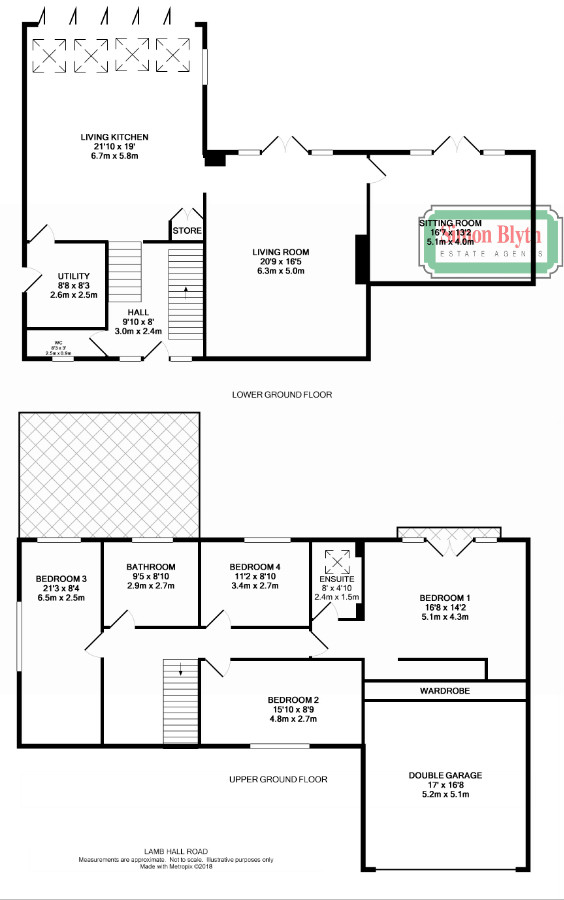 LIVING KITCHEN
21'10 x 19'
6.7m x 5.8m
STORE
LIVING ROOM
20'9 x 16'5
6.3m x 5.0m
SITTING ROOM
16'7 x 13'2
5.1m x 4.0m
Blyth
ESTATE AGENTS
UTILITY
8'8 x 8'3
2.6m x 2.5m
HALL
9'10 x 8'
3.0m x 2.4m
WC
8'3 x 3'
2.5m x 0.9m
LOWER GROUND FLOOR
BEDROOM 3
21'3 x 8'4
6.5m x 2.5m
BATHROOM
9'5 x 8'10
2.9m x 2.7m
BEDROOM 4
11'2 x 8'10
3.4m x 2.7m
ENSUITE
8' x 4'10
2.4m x 1.5m
BEDROOM 1
16'8 x 14'2
5.1m x 4.3m
WARDROBE
BEDROOM 2
15'10 x 8'9
4.8m x 2.7m
DOUBLE GARAGE
17' x 16'8
5.2m x 5.1m
UPPER GROUND FLOOR
LAMB HALL ROAD
Measurements are approximate. Not to scale. Illustrative purposes only
Made with Metropix ©2018